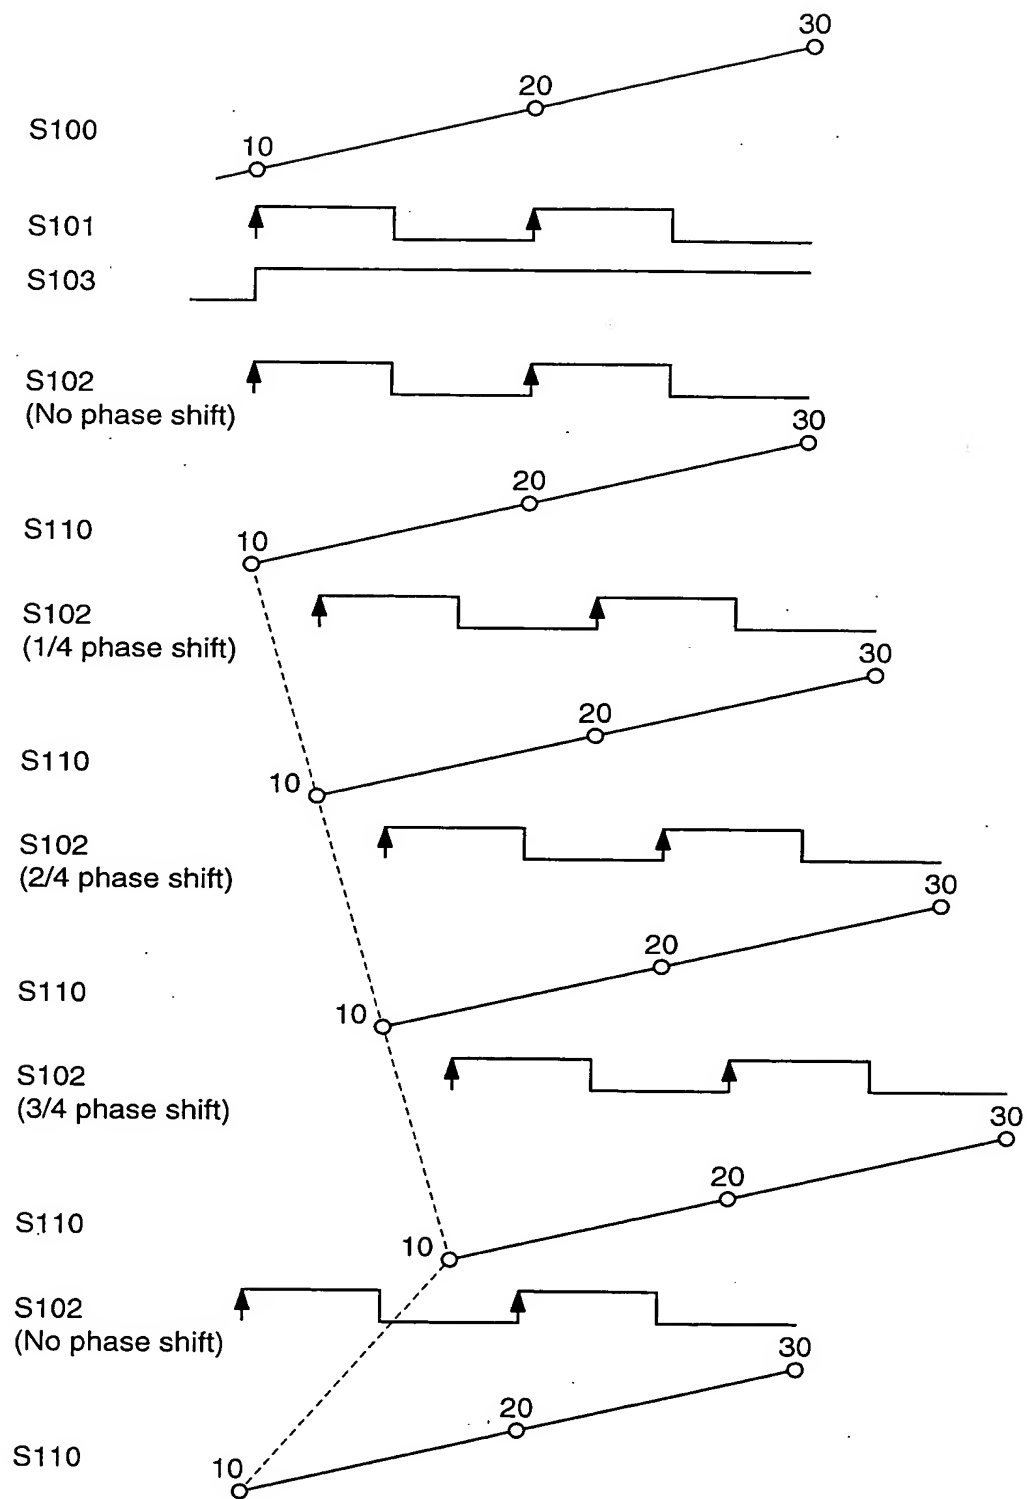 30
20
S100
10
S101
S103
S102
(No phase shift)
30
20
S110
10
S102
(1/4 phase shift)
30
20
S110
10
S102
(2/4 phase shift)
30
20
S110
10
S102
(3/4 phase shift)
30
20
S110
10
S102
(No phase shift)
30
20
S110
10